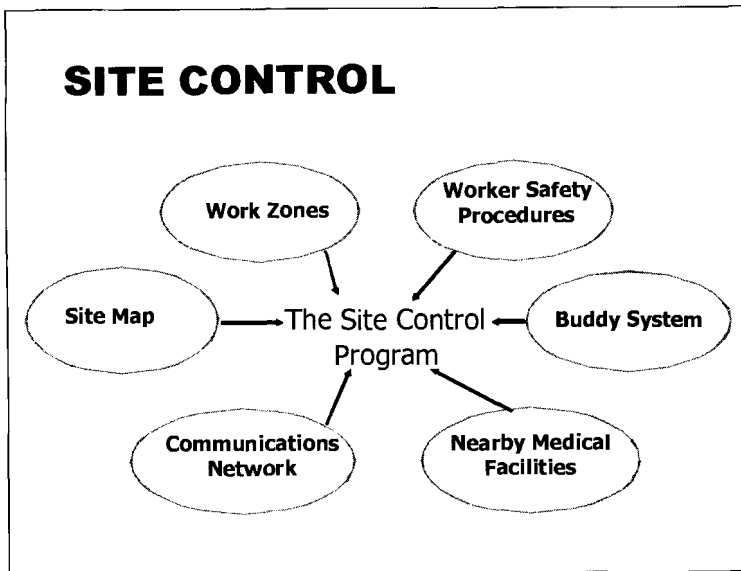 SITE CONTROL
Work Zones
Worker Safety
Procedures
Site Map
The Site Control
Program
Buddy System
Communications
Network
Nearby Medical
Facilities